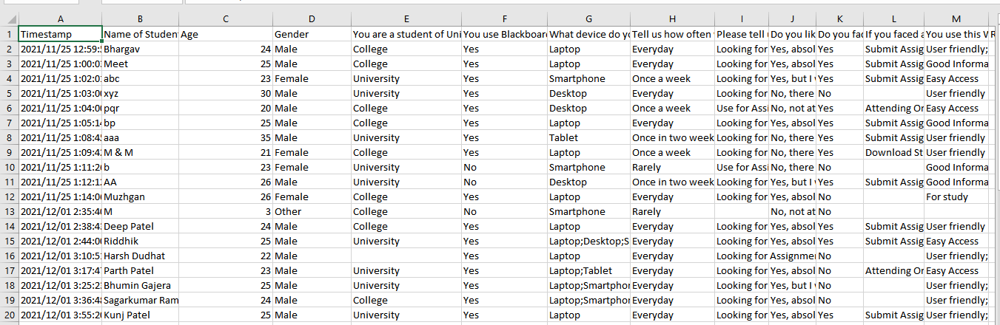 A B C D E F G H I J K L M
1 Timestamp Name of Studen Age Gender You are a student of Uni You use Blackboar What device do yo Tell us how often Please tell Do you lik Do you fac If you faced a You use this W
2 2021/11/25 12:59: Bhargav 24 Male College Yes Laptop Everyday Looking for Yes, absol Yes Submit Assig User friendly;
3 2021/11/25 1:00:0 Meet 25 Male College Yes Laptop Everyday Looking for Yes, absol Yes Submit Assig Good Informa
4 2021/11/25 1:02:0 abc 23 Female University Yes Smartphone Once a week Looking for Yes, but I Yes Submit Assig Easy Access
5 2021/11/25 1:03:0 xyz 30 Male University Yes Desktop Everyday Looking for No, there No User friendly
6 2021/11/25 1:04:0 pqr 20 Male College Yes Desktop Once a week Use for Assi No, not at Yes Attending On Easy Access
7 2021/11/25 1:05:14 bp 25 Male College Yes Laptop Everyday Looking for Yes, absol Yes Submit Assig Good Informa
8 2021/11/25 1:08:4 aaa 35 Male University Yes Tablet Once in two week Looking for No, there Yes Submit Assig User friendly
9 2021/11/25 1:09:4 M & M 21 Female College Yes Laptop Once a week Looking for No, there Yes Download St User friendly
10 2021/11/25 1:11:2 b 23 Female University No Smartphone Rarely Use for Assi No, there No Good Informa
11 2021/11/25 1:12:1 AA 26 Male University No Desktop Once in two week Looking for Yes, but I Yes Submit Assig Good Informa
12 2021/11/25 1:14:0 Muzhgan 26 Female College Yes Laptop Everyday Looking for Yes, absol No For study
13 2021/12/01 2:35:4 M 3 Other College No Smartphone Rarely No, not at No
14 2021/12/01 2:38:4 Deep Patel 24 Male College Yes Laptop Everyday Looking for Yes, absol Yes Submit Assig User friendly
15 2021/12/01 2:44:0 Riddhik 25 Male University Yes Laptop;Desktop;S Everyday Looking for Yes, absol Yes Submit Assig Easy Access
16 2021/12/01 3:10:5 Harsh Dudhat 22 Male Yes Laptop Everyday Looking for Assignmen No User friendly;
17 2021/12/01 3:17:4 Parth Patel 23 Male University Yes Laptop;Tablet Everyday Looking for Yes, absol No Attending On Easy Access
18 2021/12/01 3:25:2 Bhumin Gajera 25 Male University Yes Laptop;Smartpho Everyday Looking for Yes, but I No User friendly;
19 2021/12/01 3:36:4 Sagarkumar Ram 24 Male College Yes Laptop;Smartpho Everyday Looking for Yes, absol No User friendly;
20 2021/12/01 3:55:2 Kunj Patel 25 Male University Yes Laptop Everyday Looking for Yes, absol Yes Submit Assig User friendly;